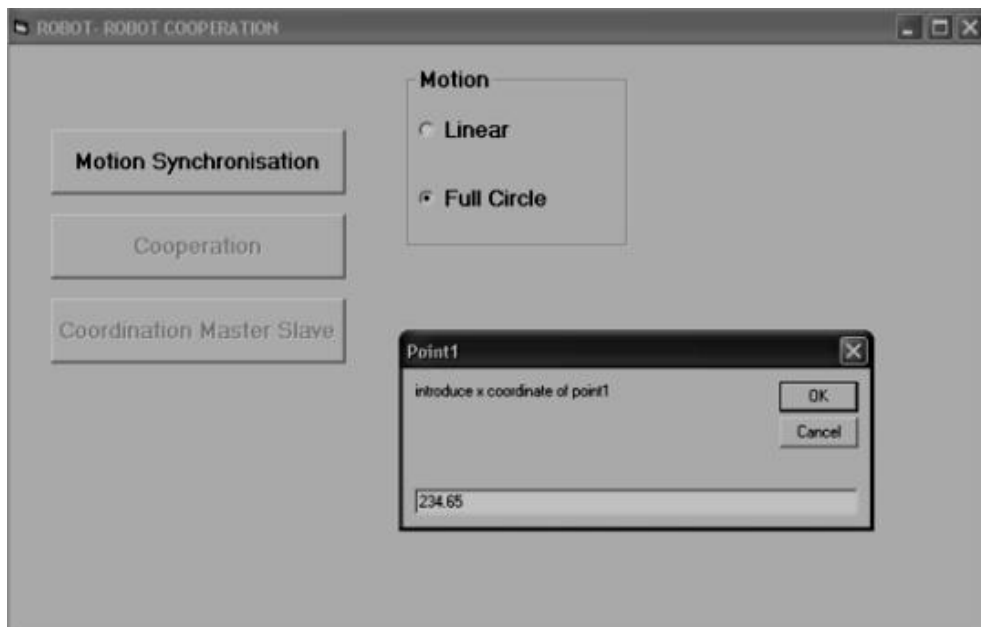 ROBOT- ROBOT COOPERATION
Motion
Linear
Full Circle
Motion Synchronisation
Cooperation
Coordination Master Slave
Point1
introduce x coordinate of point1
OK
Cancel
234.65